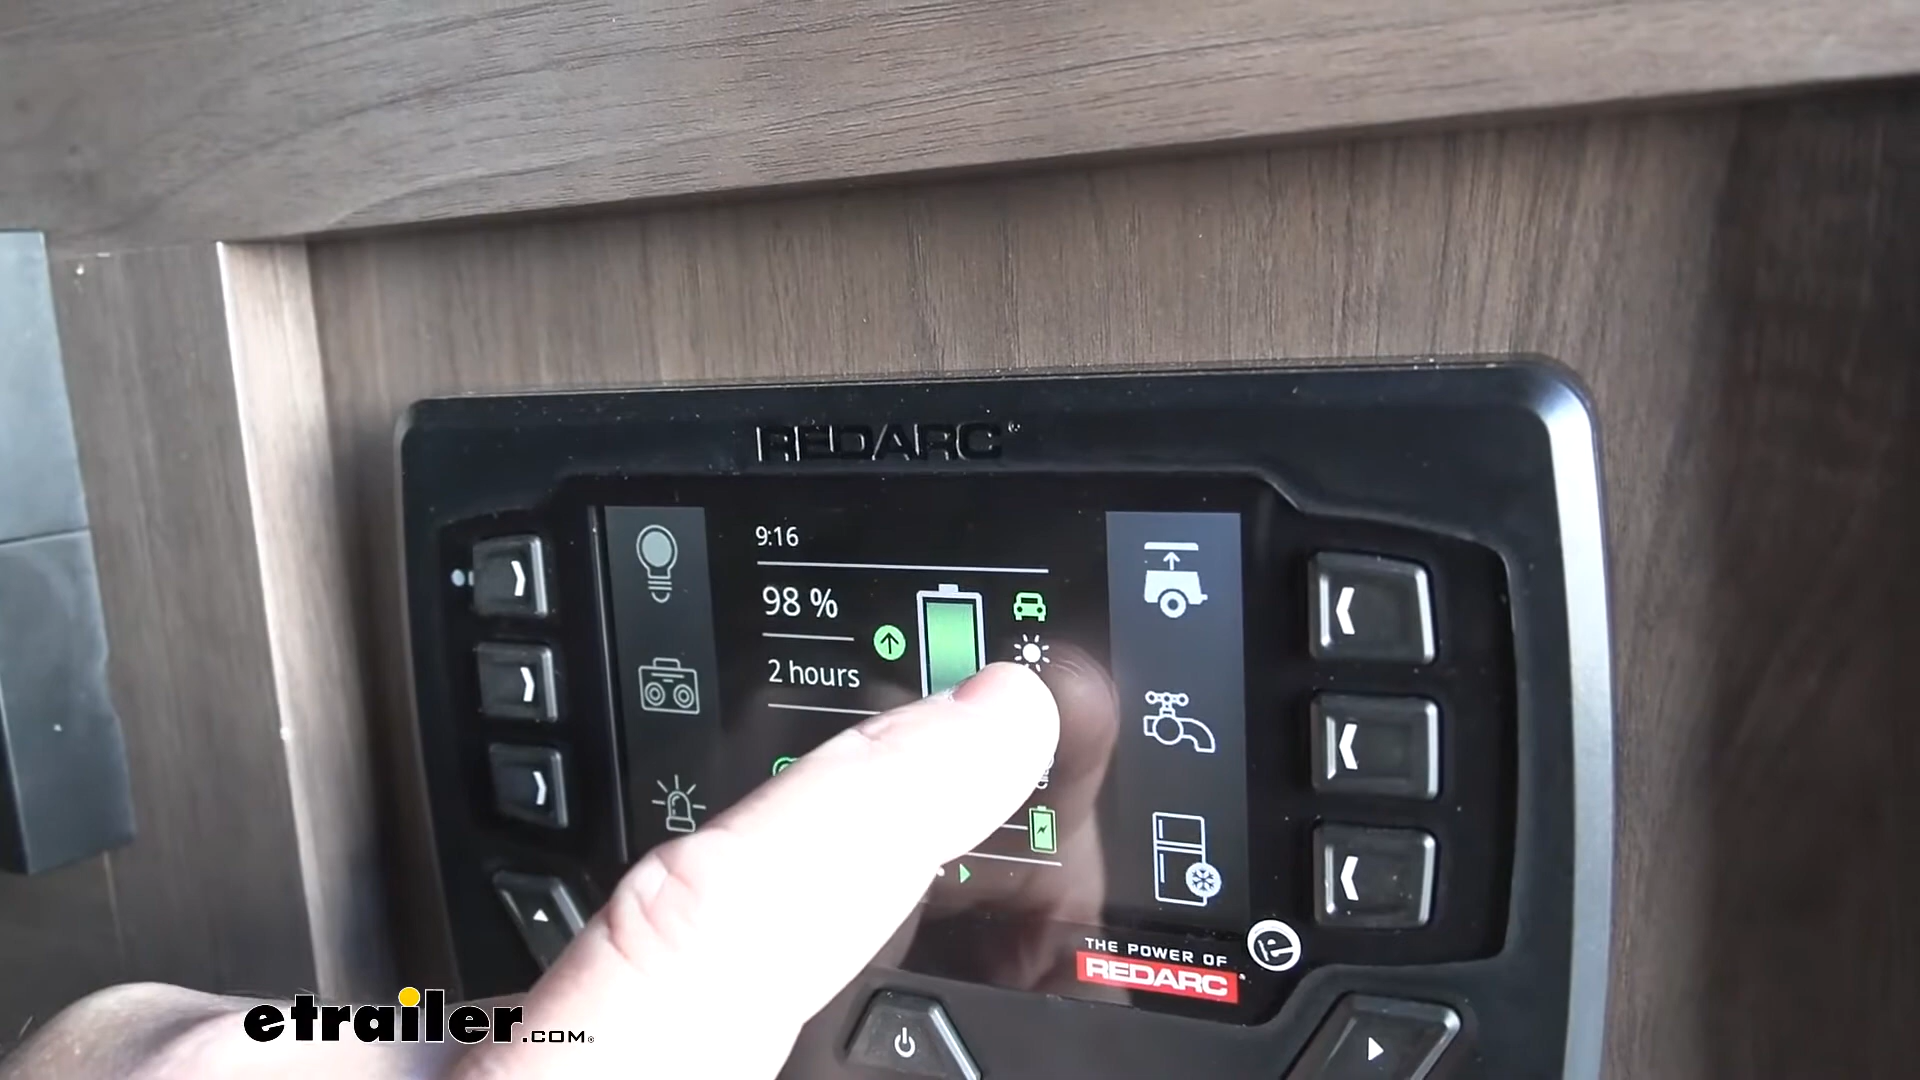 REDARC®
9:16
98 %
2 hours
THE POWER OF
REDARC
etrailer.com